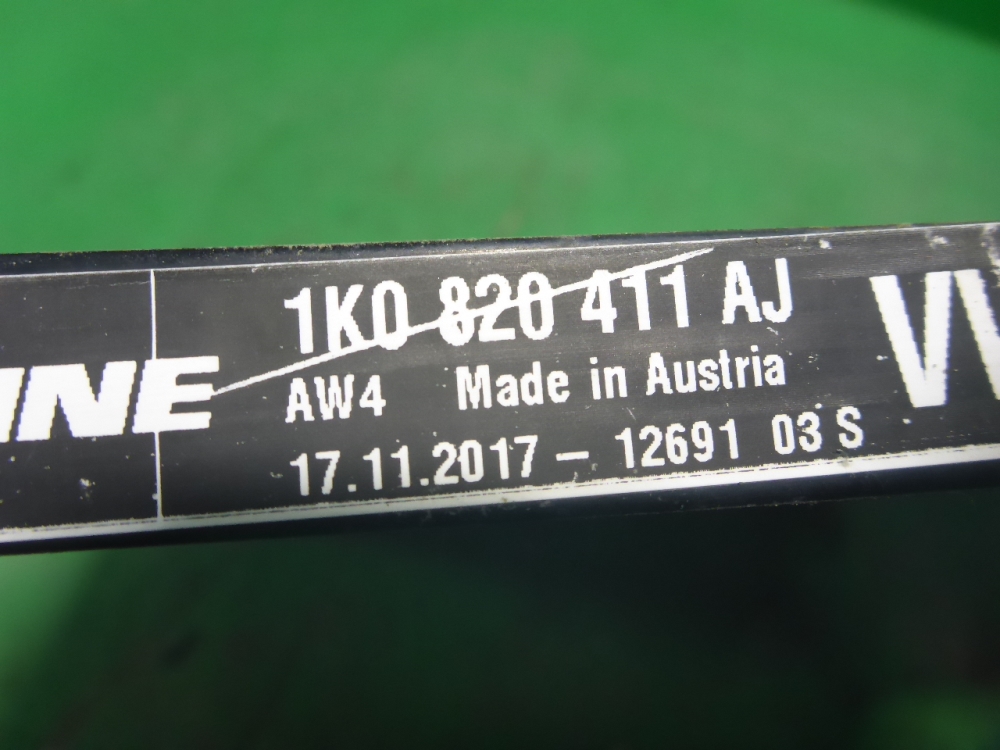 1K0 820 411 AJ
AW4 Made in Austria
17.11.2017 – 12691 03 S